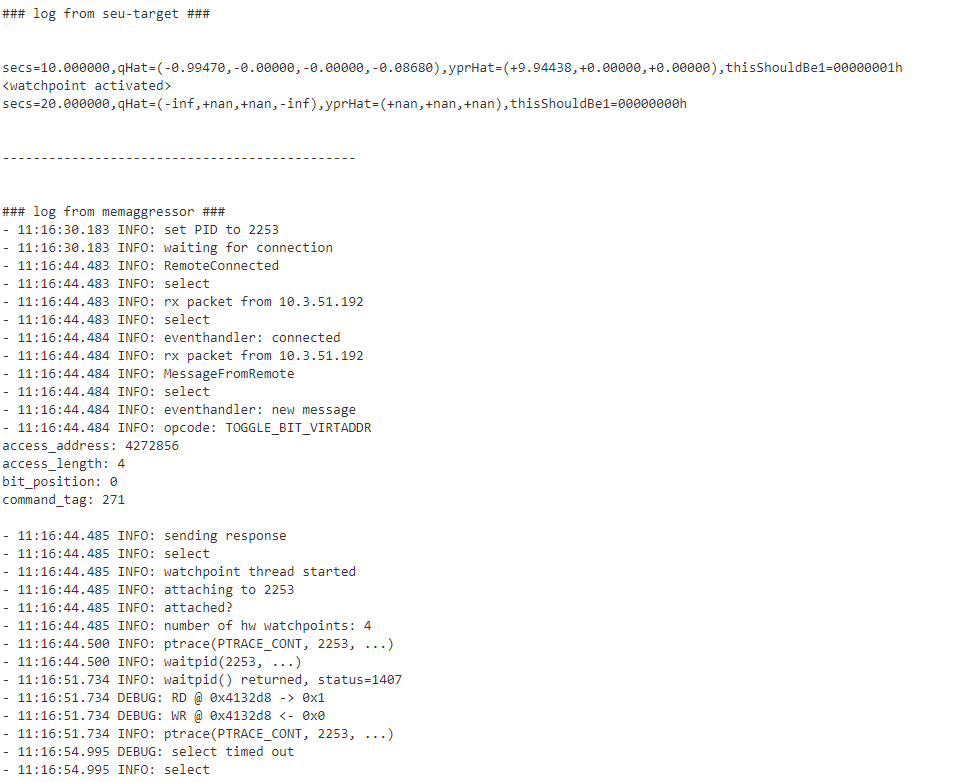 ### log from seu-target ###
secs=10.000000,qHat=(-0.99470,-0.00000,-0.00000,-0.08680),yprHat=(+9.94438,+0.00000,+0.00000),thisShouldBe1=00000001h
<watchpoint activated>
secs=20.000000,qHat=(-inf,+nan,+nan,-inf),yprHat=(+nan,+nan,+nan),thisShouldBe1=00000000h
----------------------------------------------
### log from memaggressor ###
- 11:16:30.183 INFO: set PID to 2253
- 11:16:30.183 INFO: waiting for connection
- 11:16:44.483 INFO: RemoteConnected
- 11:16:44.483 INFO: select
- 11:16:44.483 INFO: rx packet from 10.3.51.192
- 11:16:44.483 INFO: select
- 11:16:44.484 INFO: eventhandler: connected
- 11:16:44.484 INFO: rx packet from 10.3.51.192
- 11:16:44.484 INFO: MessageFromRemote
- 11:16:44.484 INFO: select
- 11:16:44.484 INFO: eventhandler: new message
- 11:16:44.484 INFO: opcode: TOGGLE_BIT_VIRTADDR
access_address: 4272856
access_length: 4
bit_position: 0
command_tag: 271
- 11:16:44.485 INFO: sending response
- 11:16:44.485 INFO: select
- 11:16:44.485 INFO: watchpoint thread started
- 11:16:44.485 INFO: attaching to 2253
- 11:16:44.485 INFO: attached?
- 11:16:44.485 INFO: number of hw watchpoints: 4
- 11:16:44.500 INFO: ptrace(PTRACE_CONT, 2253, ...)
- 11:16:44.500 INFO: waitpid(2253, ...)
- 11:16:51.734 INFO: waitpid() returned, status=1407
- 11:16:51.734 DEBUG: RD @ 0x4132d8 -> 0x1
- 11:16:51.734 DEBUG: WR @ 0x4132d8 <- 0x0
- 11:16:51.734 INFO: ptrace(PTRACE_CONT, 2253, ...)
- 11:16:54.995 DEBUG: select timed out
- 11:16:54.995 INFO: select